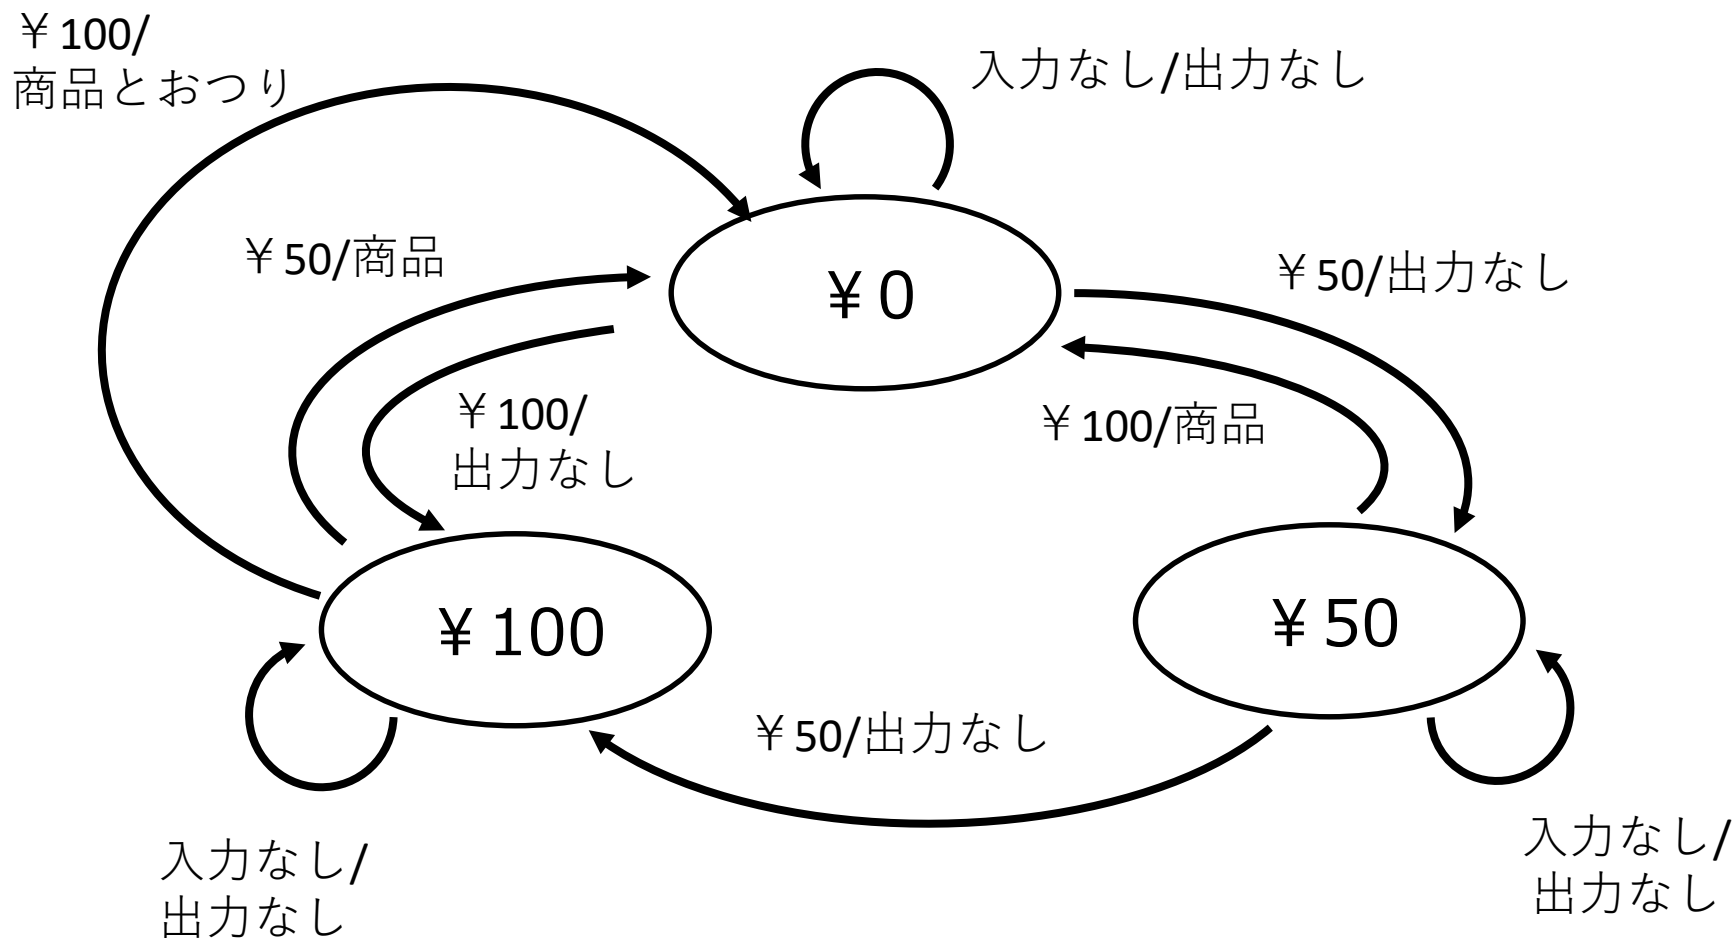 ￥100/
商品とおつり
入力なし/出力なし
￥50/商品
￥0
￥50/出力なし
￥100/
出力なし
￥100/商品
￥100
￥50
￥50/出力なし
入力なし/
出力なし
入力なし/
出力なし